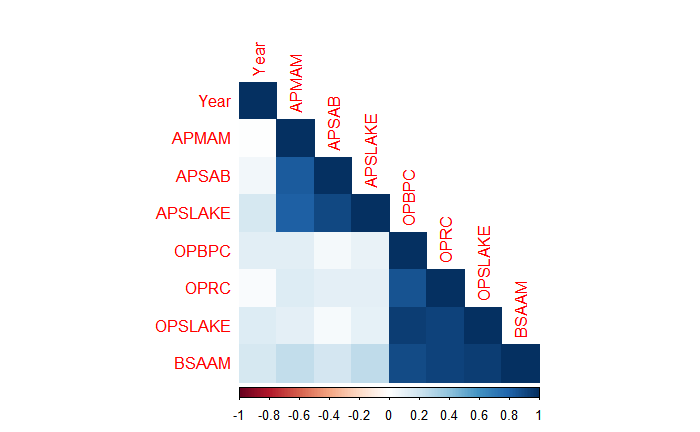 Year
APMAM
APSAB
APSLAKE
OPBPC
OPRC
OPSLAKE
BSAAM
Year
APMAM
APSAB
APSLAKE
OPBPC
OPRC
OPSLAKE
BSAAM
-1 -0.8 -0.6 -0.4 -0.2 0 0.2 0.4 0.6 0.8 1